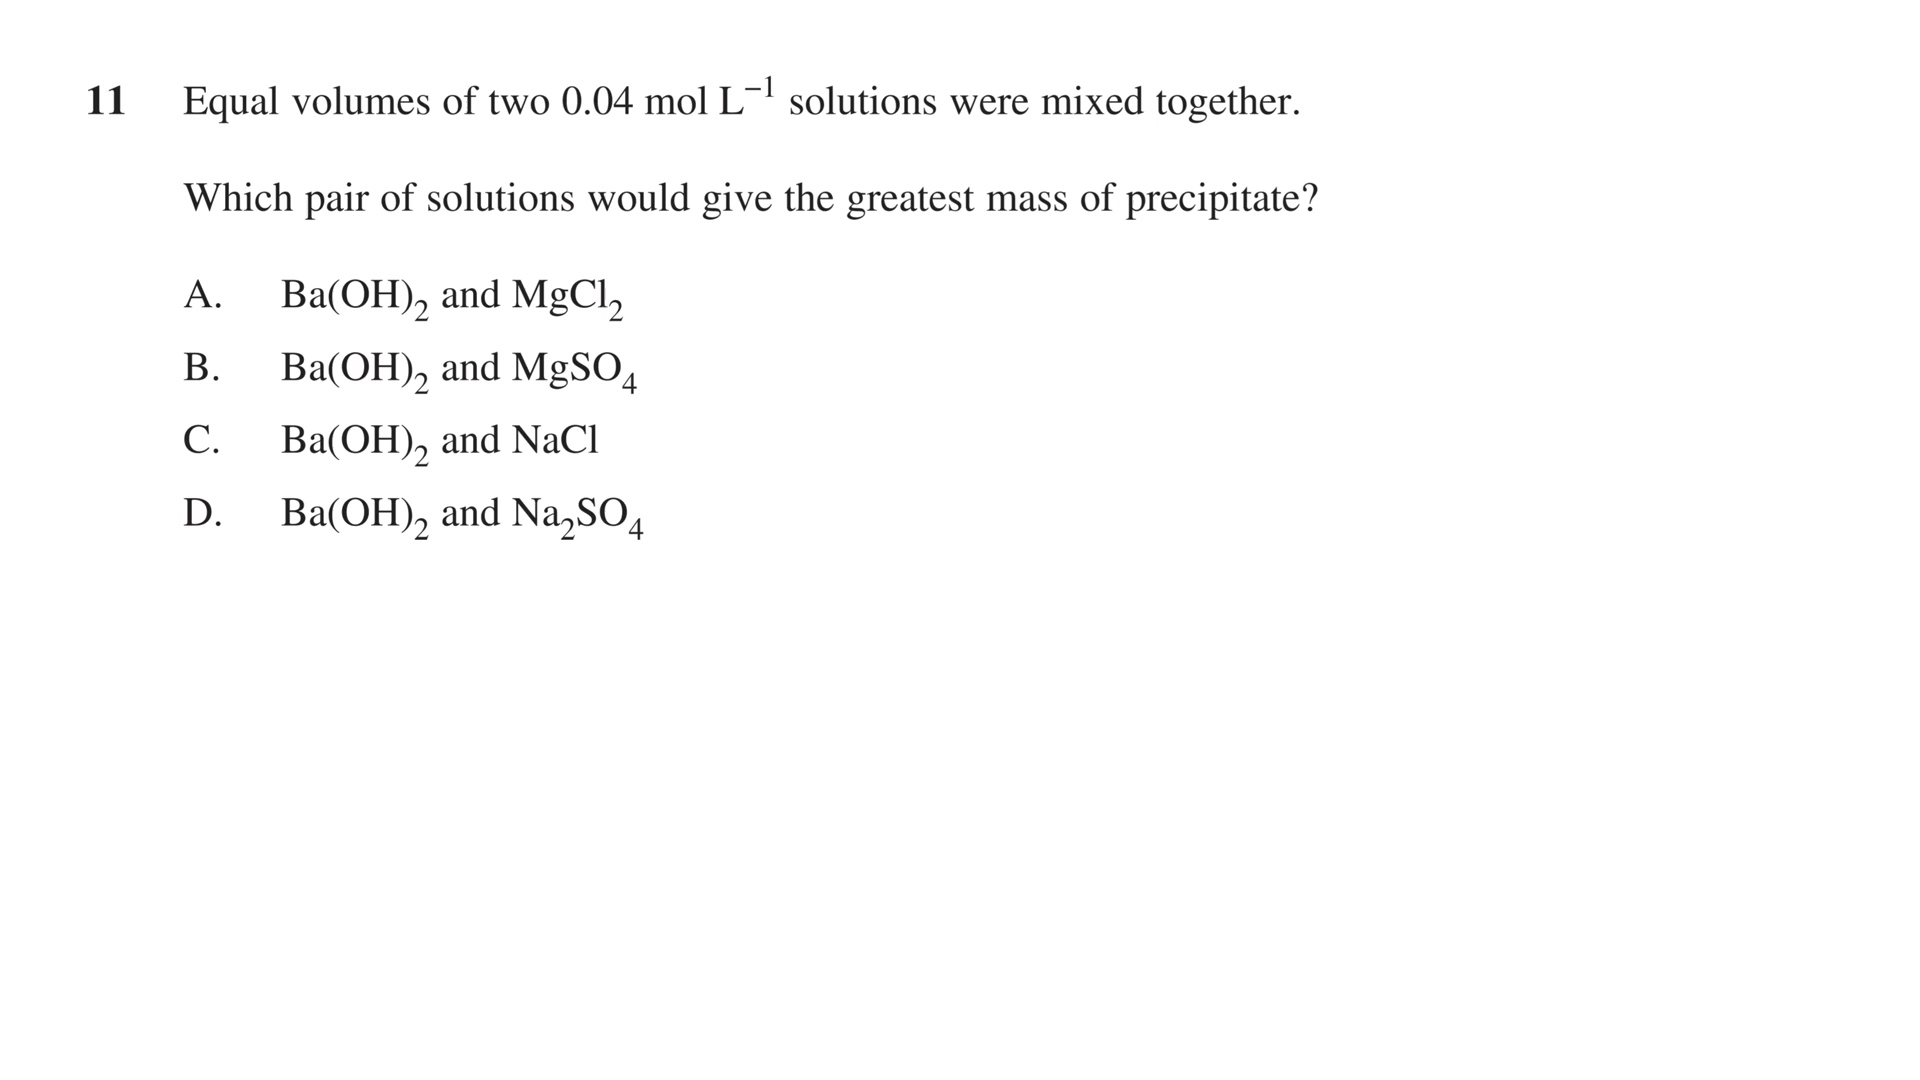 11 Equal volumes of two 0.04 mol L⁻¹ solutions were mixed together.
Which pair of solutions would give the greatest mass of precipitate?
A. Ba(OH)₂ and MgCl₂
B. Ba(OH)₂ and MgSO₄
C. Ba(OH)₂ and NaCl
D. Ba(OH)₂ and Na₂SO₄